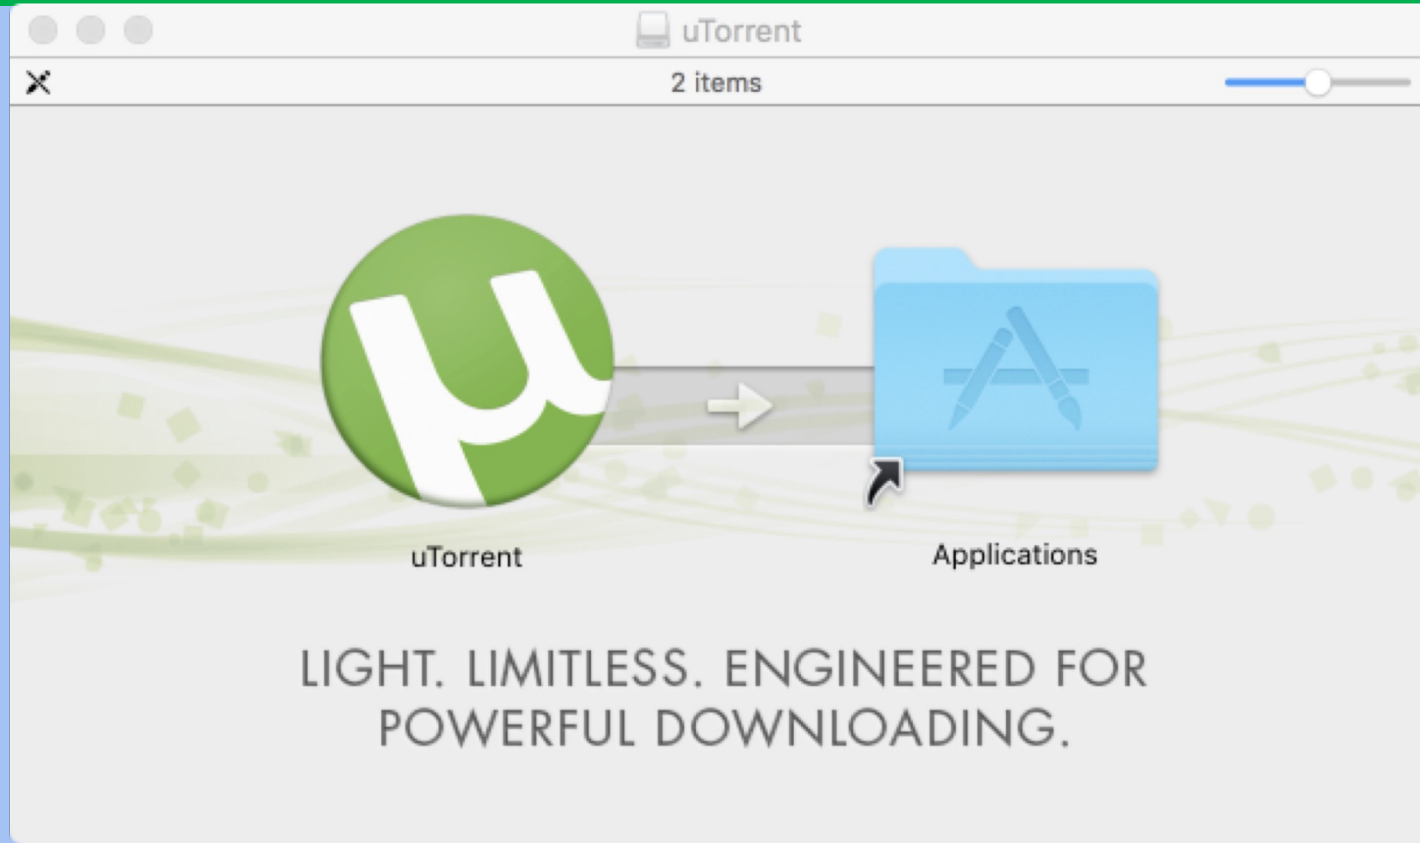 uTorrent
2 items
µ
uTorrent
Applications
LIGHT. LIMITLESS. ENGINEERED FOR
POWERFUL DOWNLOADING.